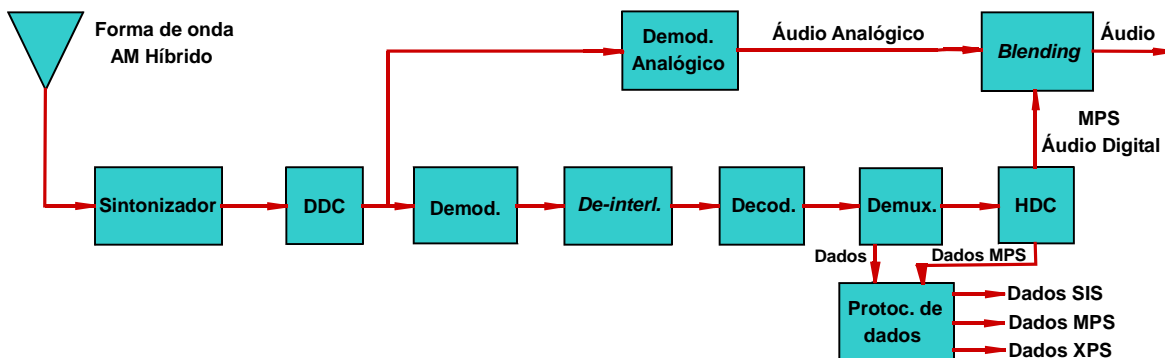 Forma de onda
AM Híbrido
Demod.
Analógico
Áudio Analógico
Blending
Áudio
MPS
Áudio Digital
Sintonizador
DDC
Demod.
De-interl.
Decod.
Demux.
HDC
Dados
Dados MPS
Protoc. de
dados
Dados SIS
Dados MPS
Dados XPS